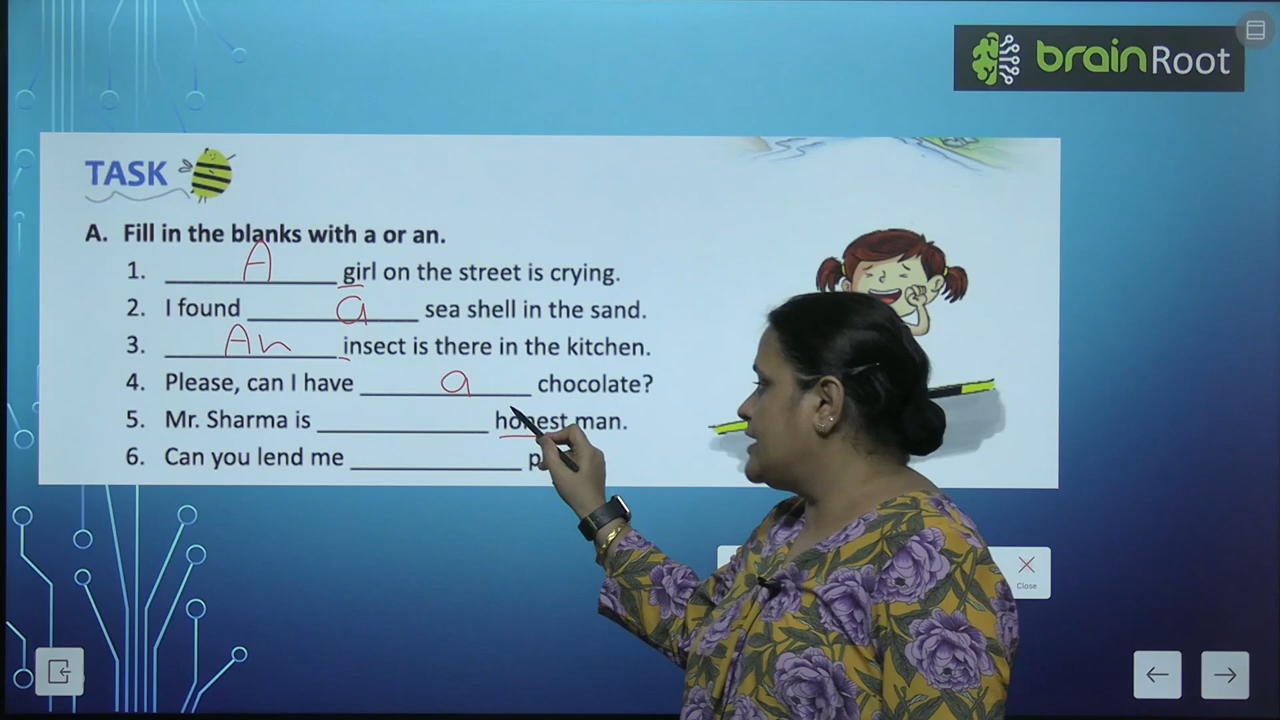 brainRoot
TASK
A. Fill in the blanks with a or an.
1. A girl on the street is crying.
2. I found a sea shell in the sand.
3. An insect is there in the kitchen.
4. Please, can I have a chocolate?
5. Mr. Sharma is ____________ honest man.
6. Can you lend me ____________
Close